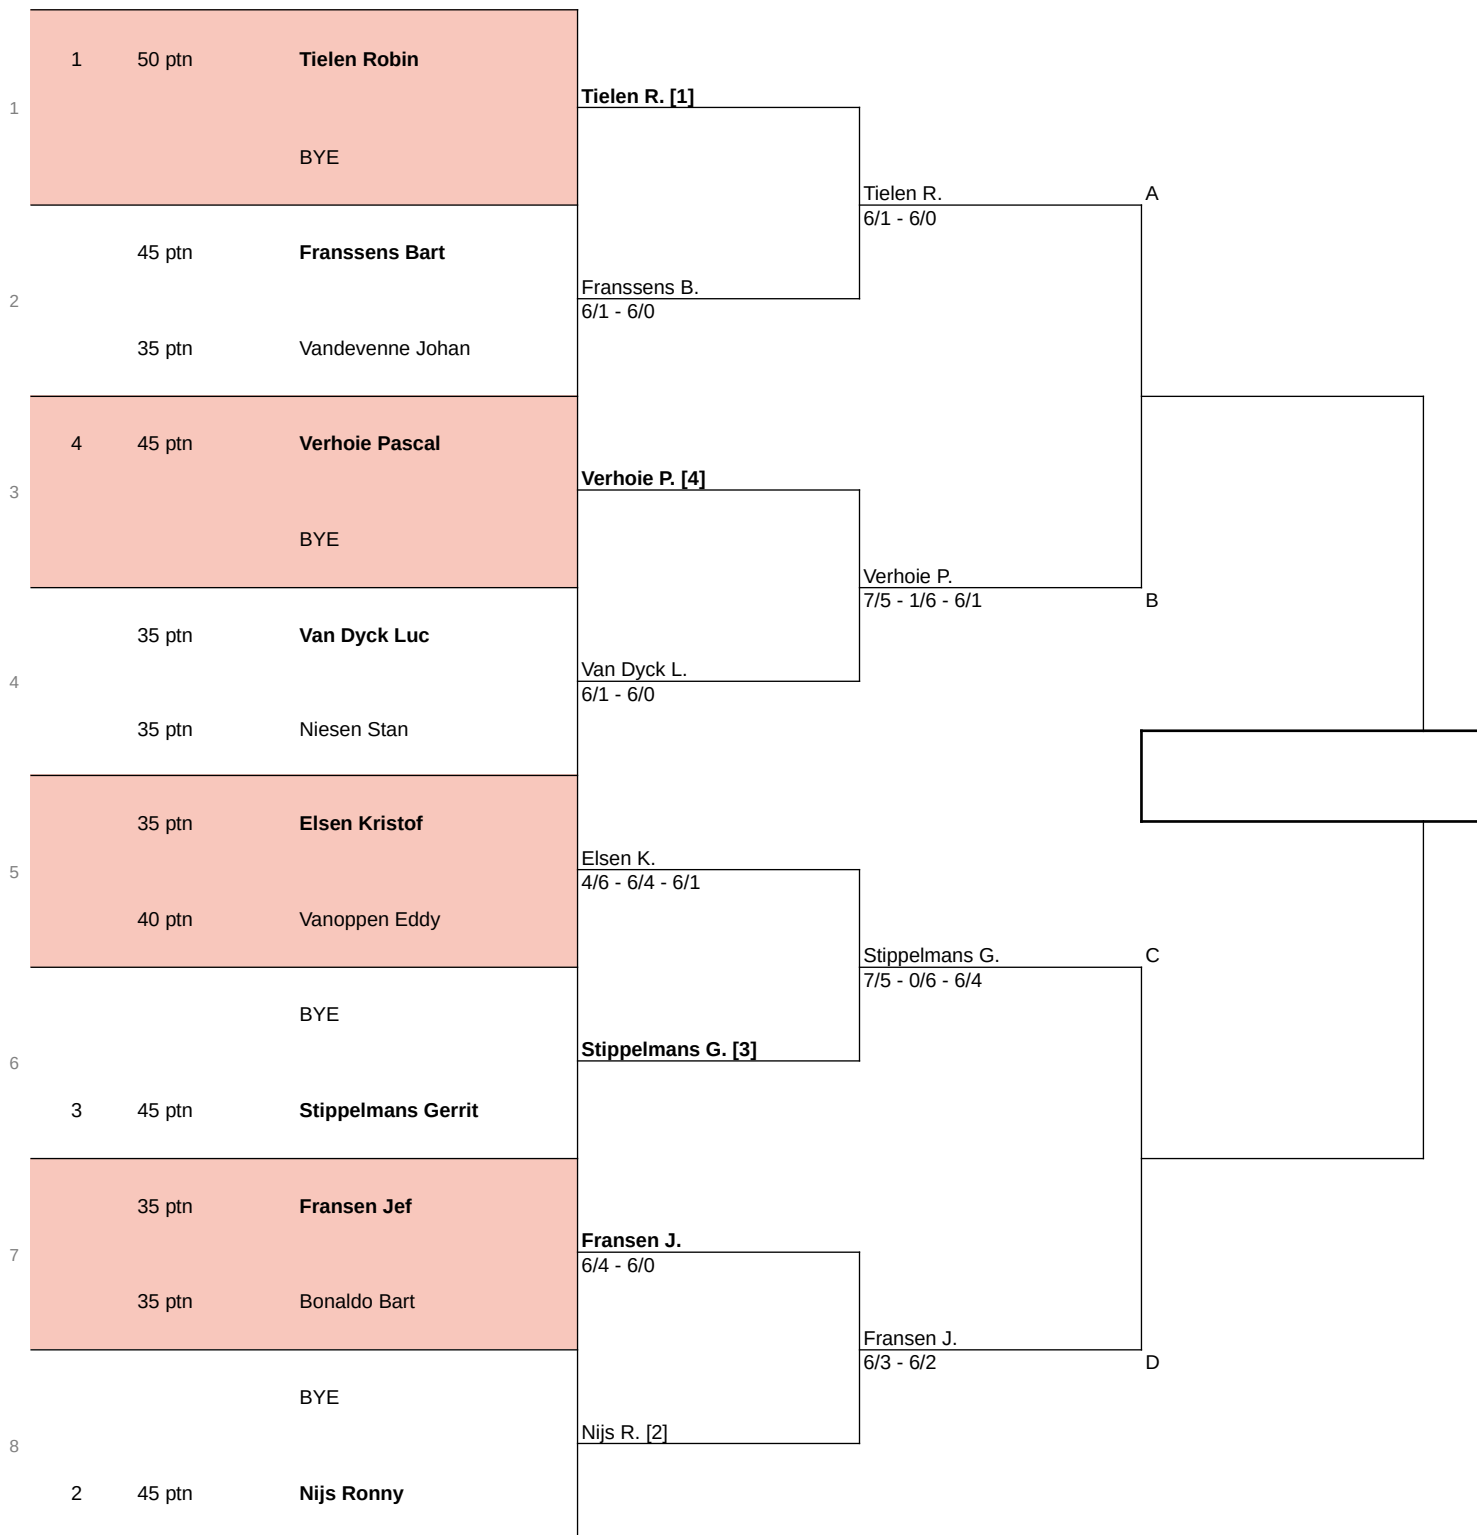 1 50 ptn Tielen Robin
Tielen R. [1]
1
BYE
Tielen R. A
6/1 - 6/0
45 ptn Franssens Bart
Franssens B.
2
6/1 - 6/0
35 ptn Vandevenne Johan
4 45 ptn Verhoie Pascal
Verhoie P. [4]
3
BYE
Verhoie P.
7/5 - 1/6 - 6/1 B
35 ptn Van Dyck Luc
Van Dyck L.
4
6/1 - 6/0
35 ptn Niesen Stan
35 ptn Elsen Kristof
Elsen K.
5
4/6 - 6/4 - 6/1
40 ptn Vanoppen Eddy
Stippelmans G. C
7/5 - 0/6 - 6/4
BYE
Stippelmans G. [3]
6
3 45 ptn Stippelmans Gerrit
35 ptn Fransen Jef
Fransen J.
7
6/4 - 6/0
35 ptn Bonaldo Bart
Fransen J.
6/3 - 6/2 D
BYE
Nijs R. [2]
8
2 45 ptn Nijs Ronny